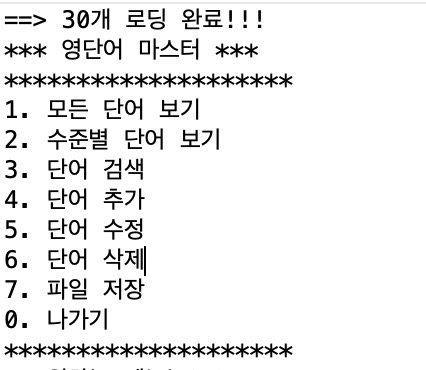 ==> 30개 로딩 완료!!!
*** 영단어 마스터 ***
********************
1. 모든 단어 보기
2. 수준별 단어 보기
3. 단어 검색
4. 단어 추가
5. 단어 수정
6. 단어 삭제
7. 파일 저장
0. 나가기
********************